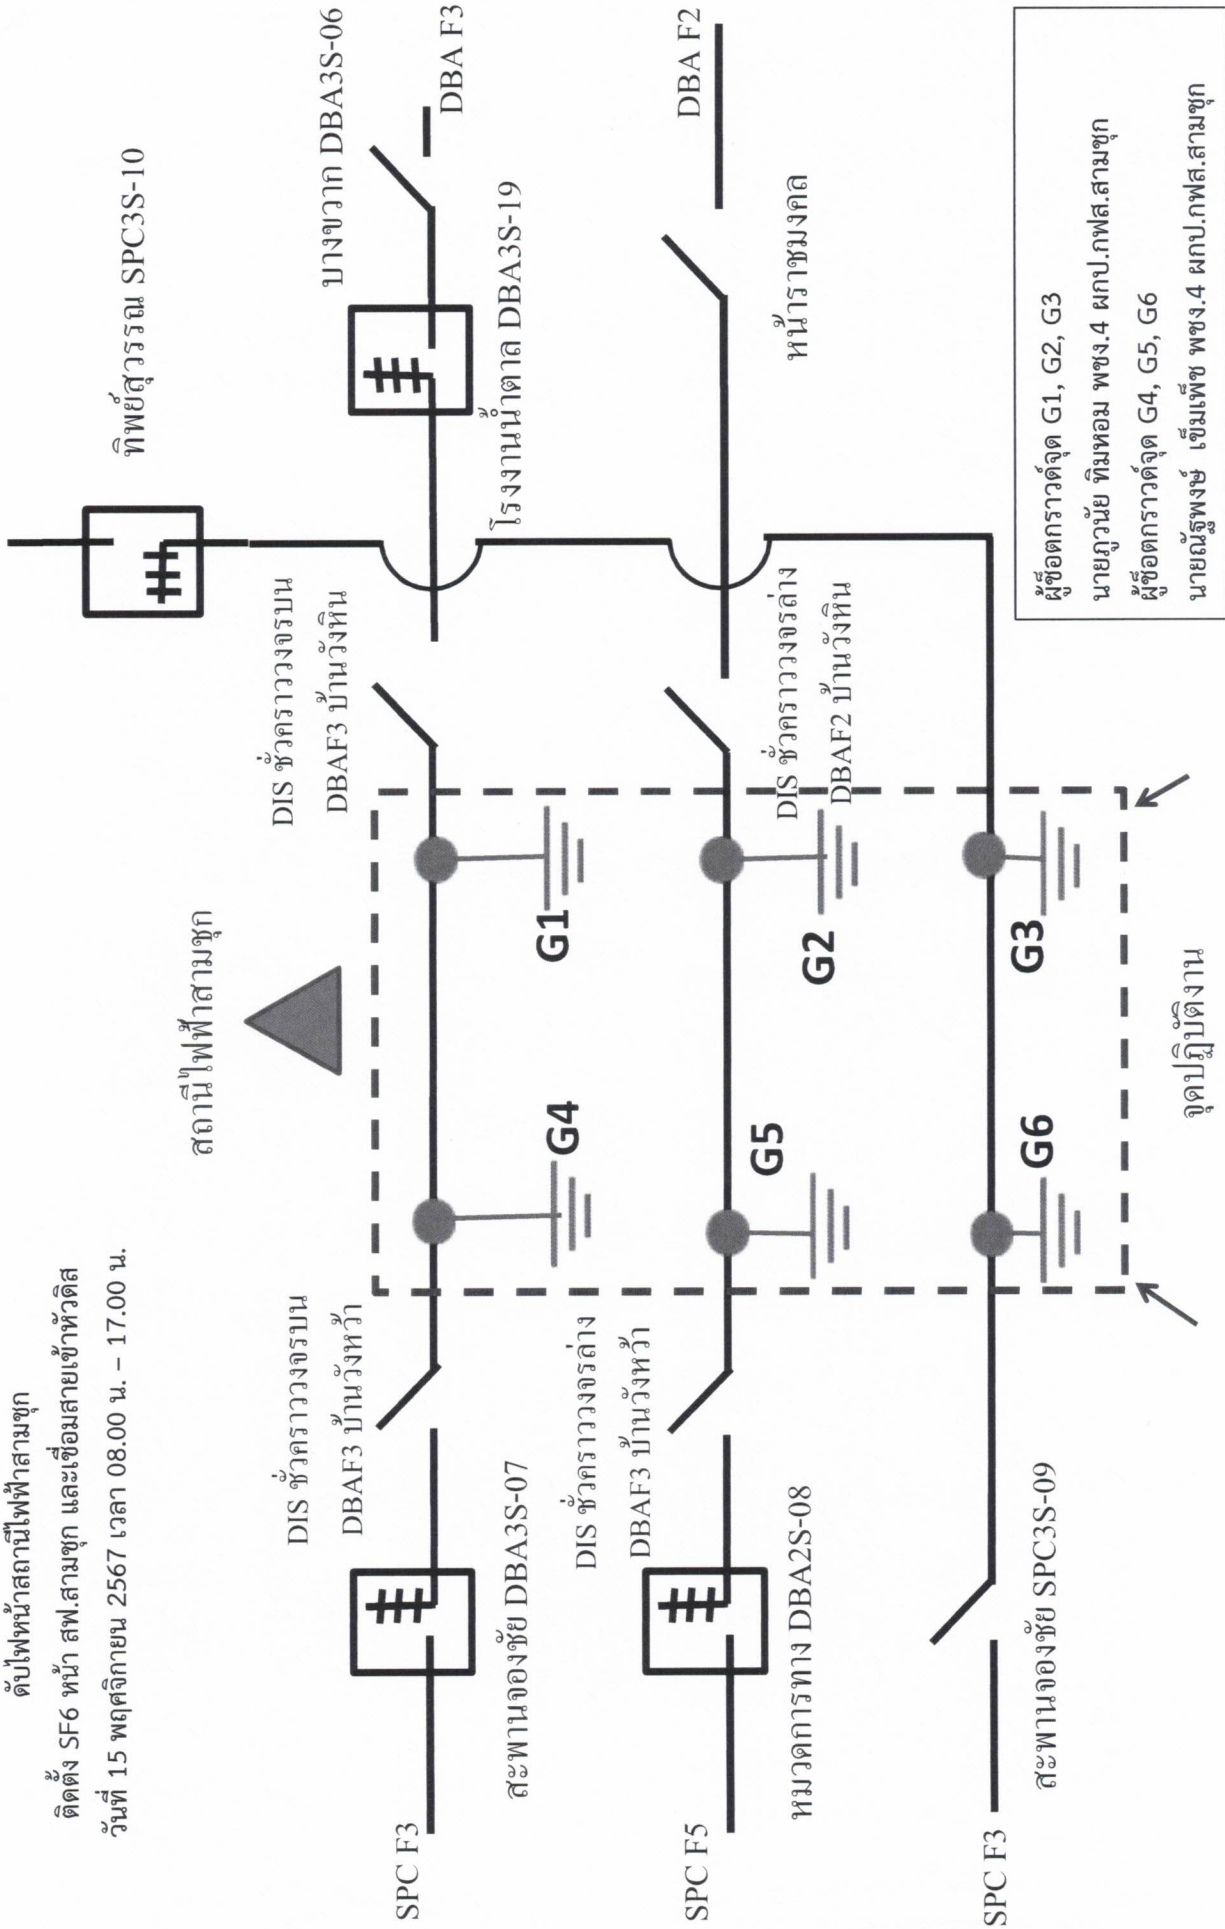 ดับไฟหน้าสถานีไฟฟ้าสามชุก
ติดตั้ง SF6 หน้า สฟ.สามชุก และเชื่อมสายเข้าหัวดิส
วันที่ 15 พฤศจิกายน 2567 เวลา 08.00 น. – 17.00 น.
สถานีไฟฟ้าสามชุก
ทิพย์สุวรรณ SPC3S-10
DIS ชั่วคราววงจรบน
DBAF3 บ้านวังหว้า
DIS ชั่วคราววงจรบน
DBAF3 บ้านวังหิน
บางขวาก DBA3S-06
SPC F3
DBA F3
สะพานจองชัย DBA3S-07
G4
G1
โรงงานน้ำตาล DBA3S-19
DIS ชั่วคราววงจรล่าง
DBAF3 บ้านวังหว้า
SPC F5
DBA F2
หมวดการทาง DBA2S-08
G5
G2
DIS ชั่วคราววงจรล่าง
DBAF2 บ้านวังหิน
หน้าราชมงคล
SPC F3
สะพานจองชัย SPC3S-09
G6
G3
จุดปฏิบัติงาน
ผู้ช็อตกราวด์จุด G1, G2, G3
นายภูวนัย ทิมหอม พชง.4 ผกป.กฟส.สามชุก
ผู้ช็อตกราวด์จุด G4, G5, G6
นายณัฐพงษ์ เข็มเพ็ชร พชง.4 ผกป.กฟส.สามชุก